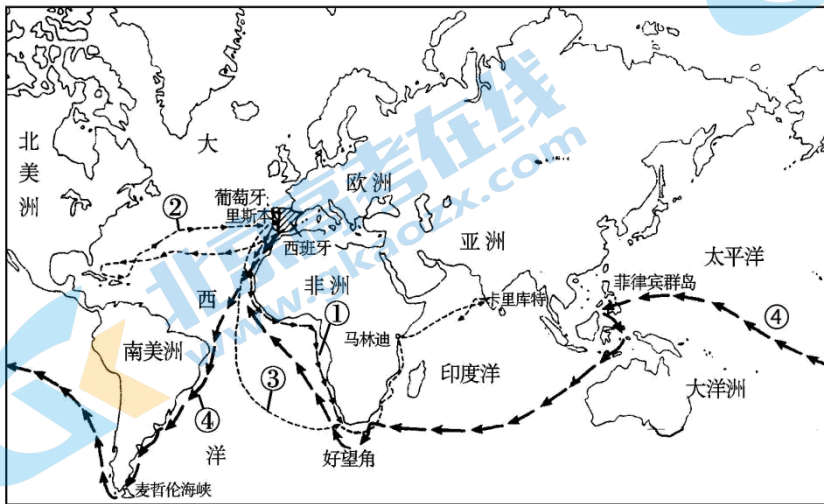 北美洲
大
葡萄牙
里斯本
欧洲
②
西班牙
亚洲
太平洋
菲律宾群岛
西
非洲
卡里库特
①
马林迪
④
南美洲
③
印度洋
大洋洲
④
洋
好望角
麦哲伦海峡
北京高考在线
www.gkaozx.com